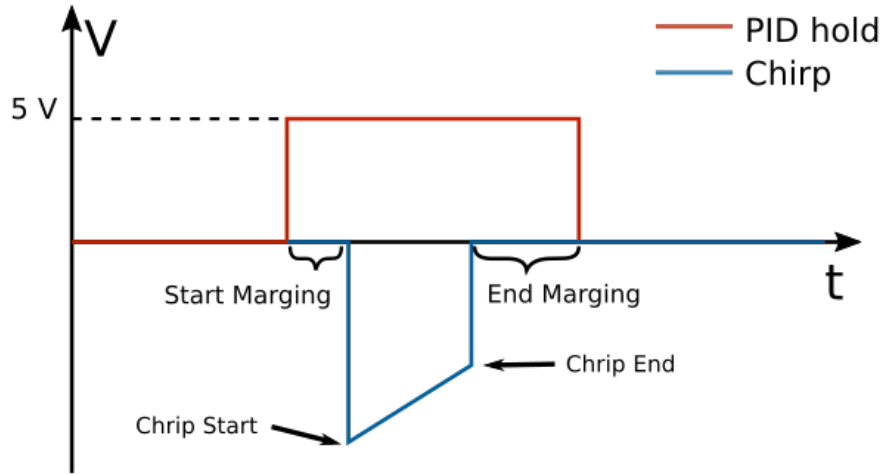 V
PID hold
Chirp
5 V
Start Marging
End Marging
t
Chrip End
Chrip Start